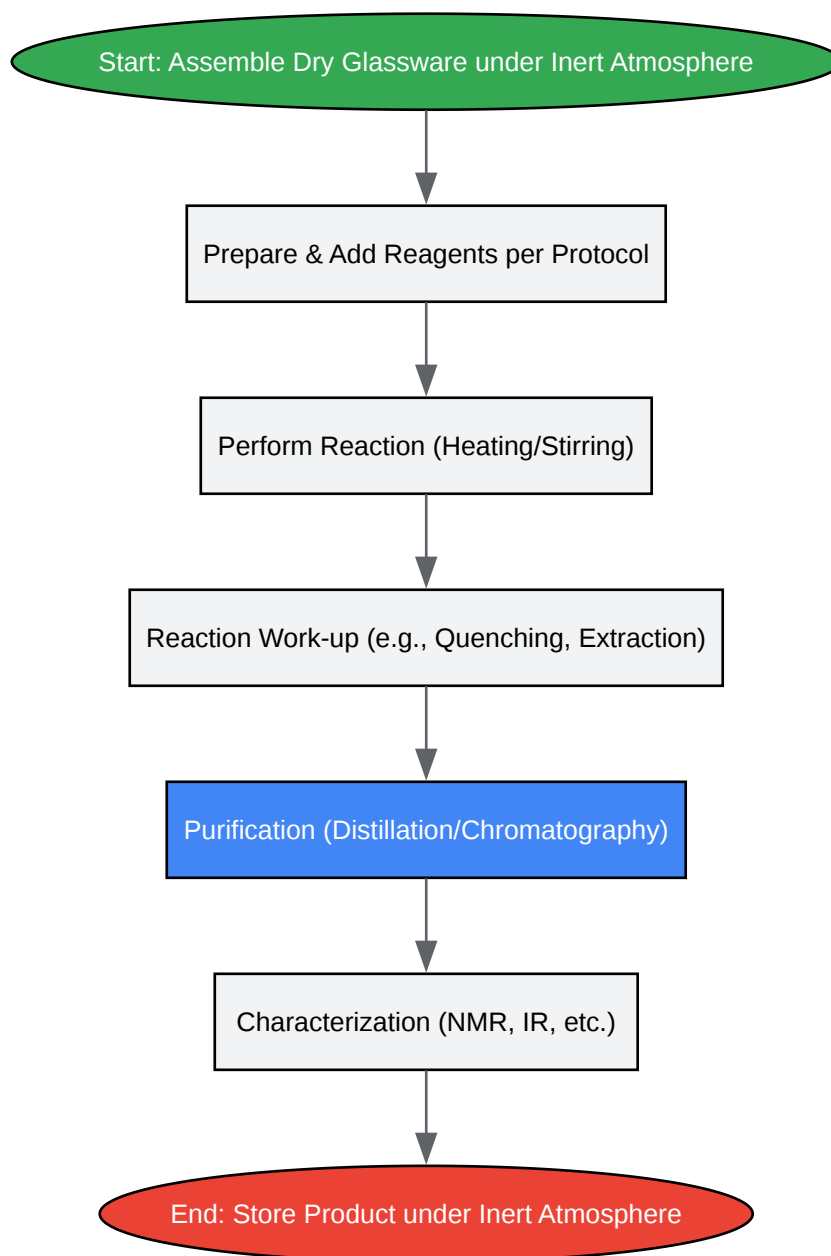 Start: Assemble Dry Glassware under Inert Atmosphere
Prepare & Add Reagents per Protocol
Perform Reaction (Heating/Stirring)
Reaction Work-up (e.g., Quenching, Extraction)
Purification (Distillation/Chromatography)
Characterization (NMR, IR, etc.)
End: Store Product under Inert Atmosphere